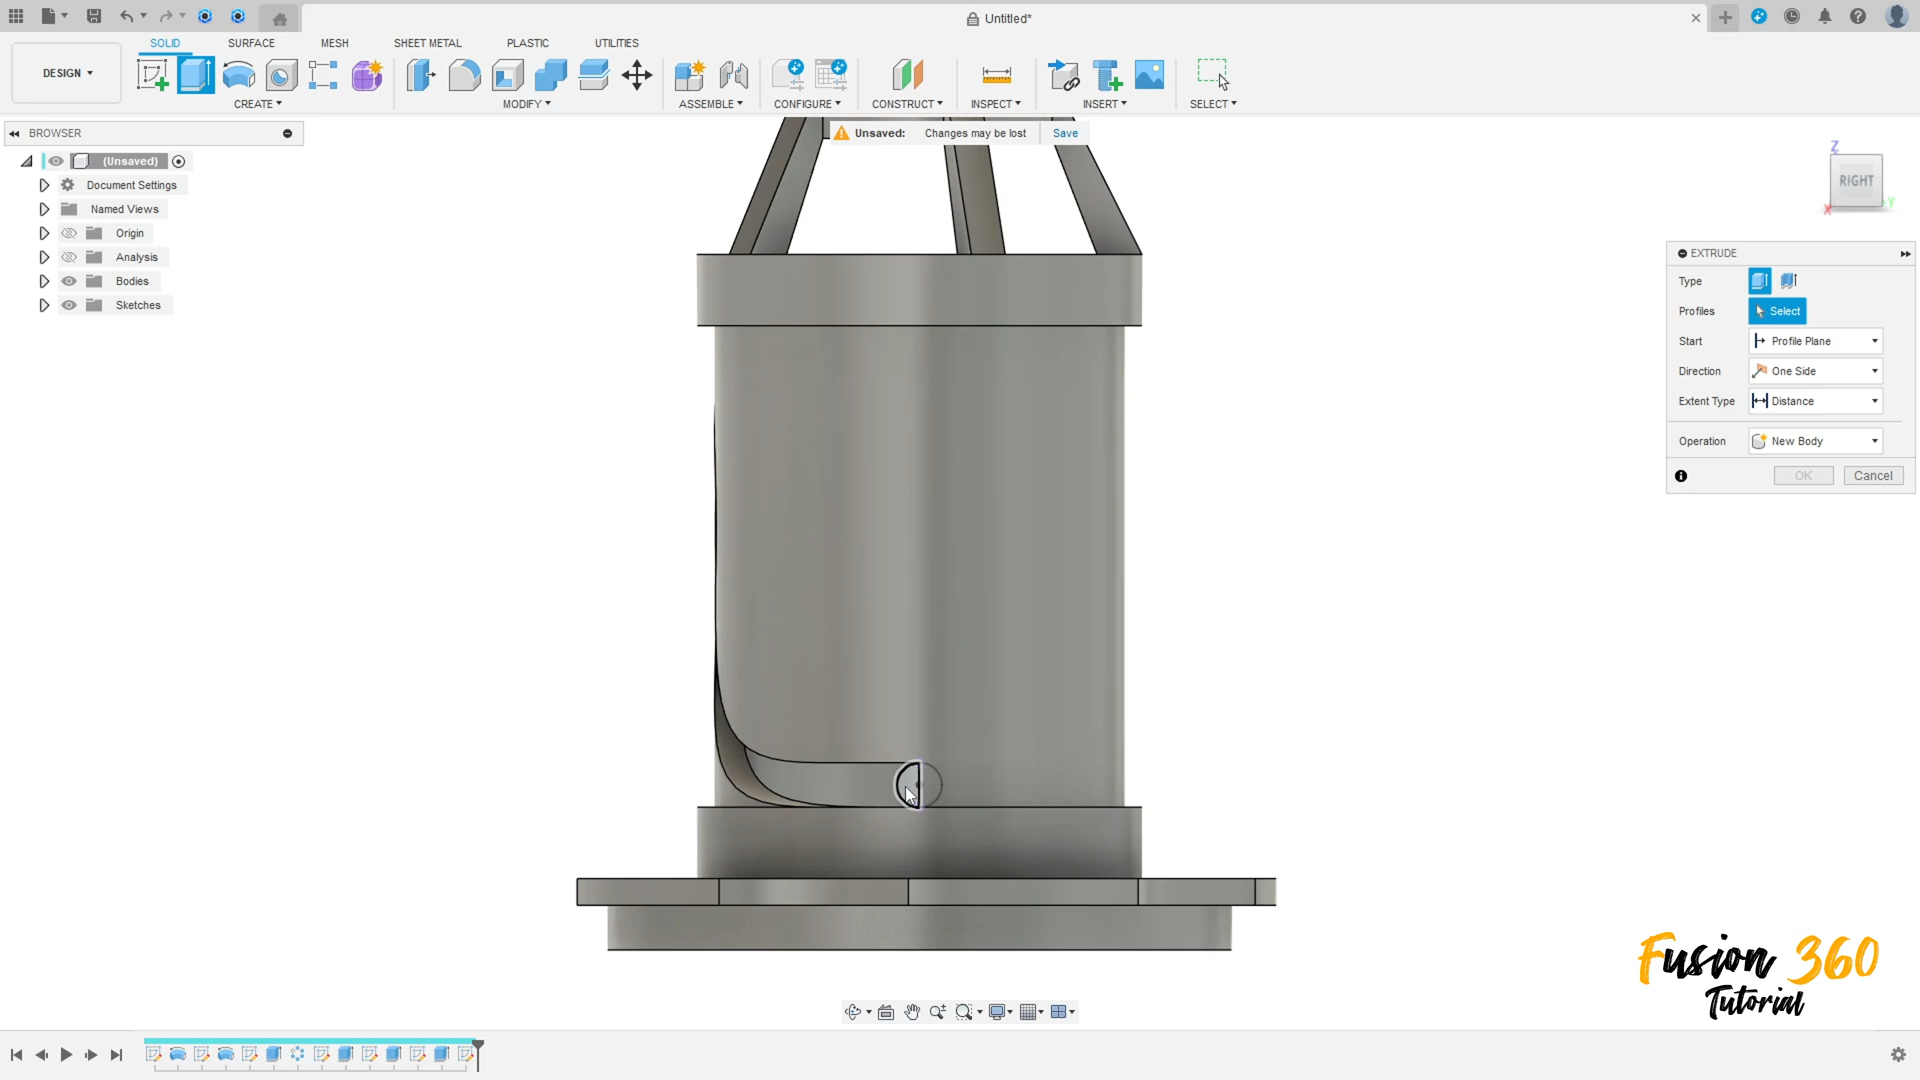 Untitled*
SOLID SURFACE MESH SHEET METAL PLASTIC UTILITIES
DESIGN
CREATE MODIFY ASSEMBLE CONFIGURE CONSTRUCT INSPECT INSERT SELECT
BROWSER
Unsaved: Changes may be lost Save
(Unsaved)
Document Settings
Named Views
Origin
Analysis
Bodies
Sketches
Z
RIGHT
X
Y
EXTRUDE
Type
Profiles Select
Start Profile Plane
Direction One Side
Extent Type Distance
Operation New Body
OK Cancel
Fusion 360
Tutorial